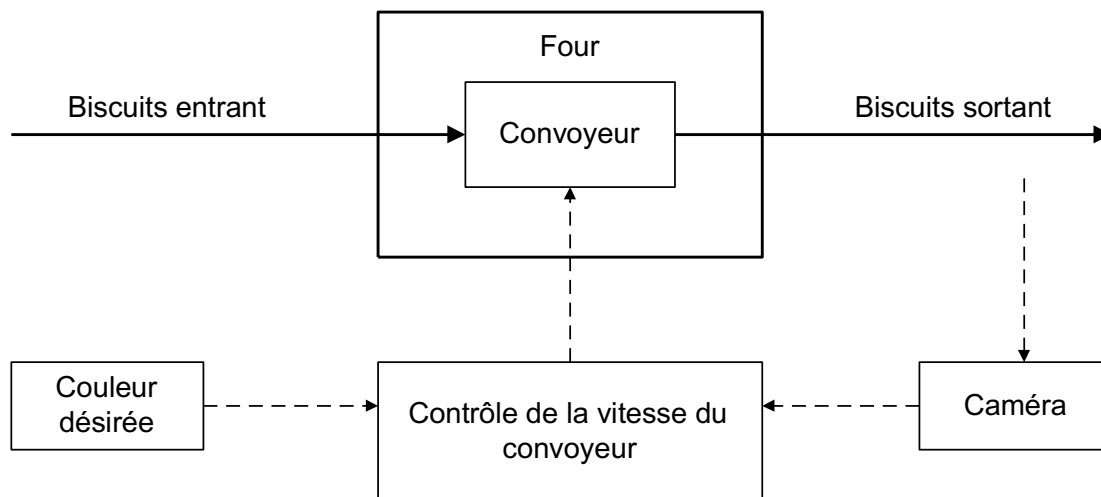 Four
Biscuits entrant
Convoyeur
Biscuits sortant
Couleur
désirée
Contrôle de la vitesse du
convoyeur
Caméra